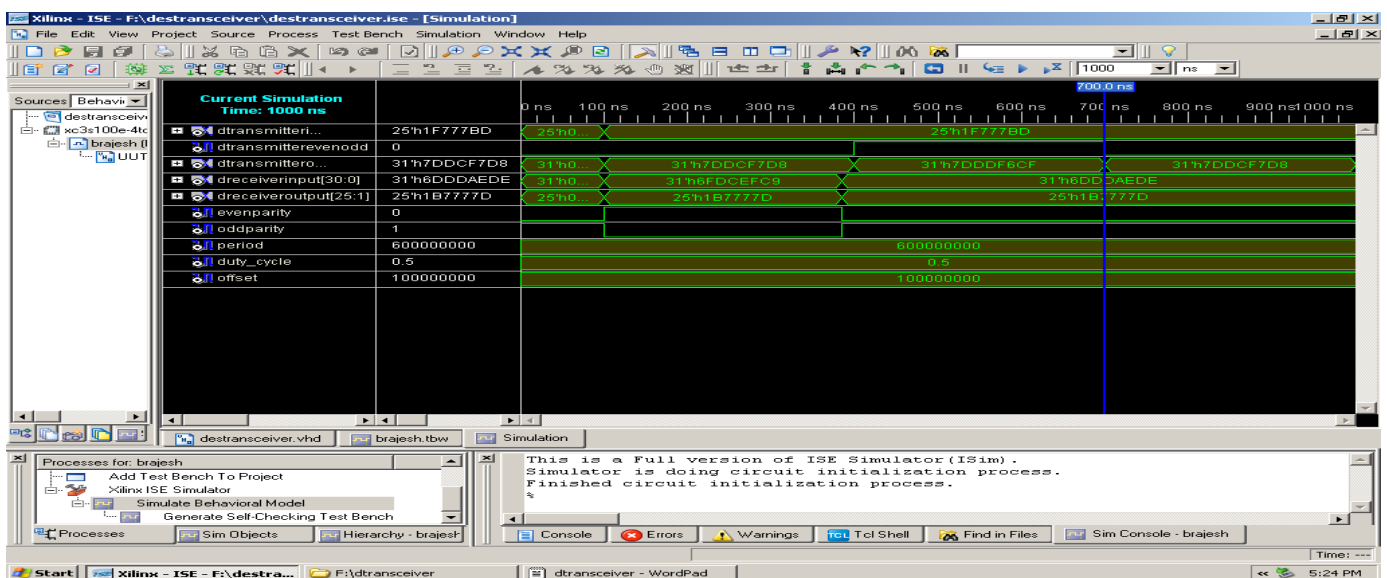 Xilinx - ISE - F:\destransceiver\destransceiver.ise - [Simulation]
File Edit View Project Source Process Test Bench Simulation Window Help
1000 ns
Sources Behavi
destransceiv
xc3s100e-4tc
brajesh (l
UUT
Current Simulation
Time: 1000 ns
700.0 ns
0 ns 100 ns 200 ns 300 ns 400 ns 500 ns 600 ns 700 ns 800 ns 900 ns1000 ns
dtransmitteri... 25'h1F777BD 25'h0... 25'h1F777BD
dtransmitterevenodd 0
dtransmittero... 31'h7DDCF7D8 31'h0... 31'h7DDCF7D8 31'h7DDDF6CF 31'h7DDCF7D8
dreceiverinput[30:0] 31'h6DDDAEDE 31'h0... 31'h6FDCEFC9 31'h6DDDAEDE
dreceiveroutput[25:1] 25'h1B7777D 25'h0... 25'h1B7777D 25'h1B7777D
evenparity 0
oddparity 1
period 600000000 600000000
duty_cycle 0.5 0.5
offset 100000000 100000000
destransceiver.vhd brajesh.tbw Simulation
Processes for: brajesh
Add Test Bench To Project
Xilinx ISE Simulator
Simulate Behavioral Model
Generate Self-Checking Test Bench
Processes Sim Objects Hierarchy - brajesh
This is a Full version of ISE Simulator(ISim).
Simulator is doing circuit initialization process.
Finished circuit initialization process.
%
Console Errors Warnings Tcl Shell Find in Files Sim Console - brajesh
Time: ---
Start Xilinx - ISE - F:\destra... F:\dtransceiver dtransceiver - WordPad 5:24 PM